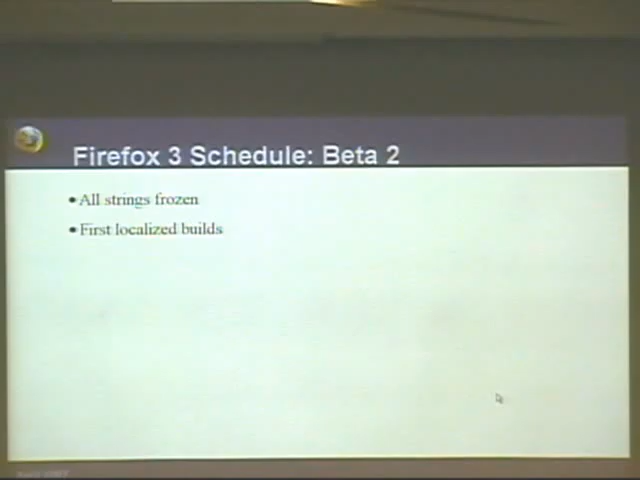 Firefox 3 Schedule: Beta 2
• All strings frozen
• First localized builds